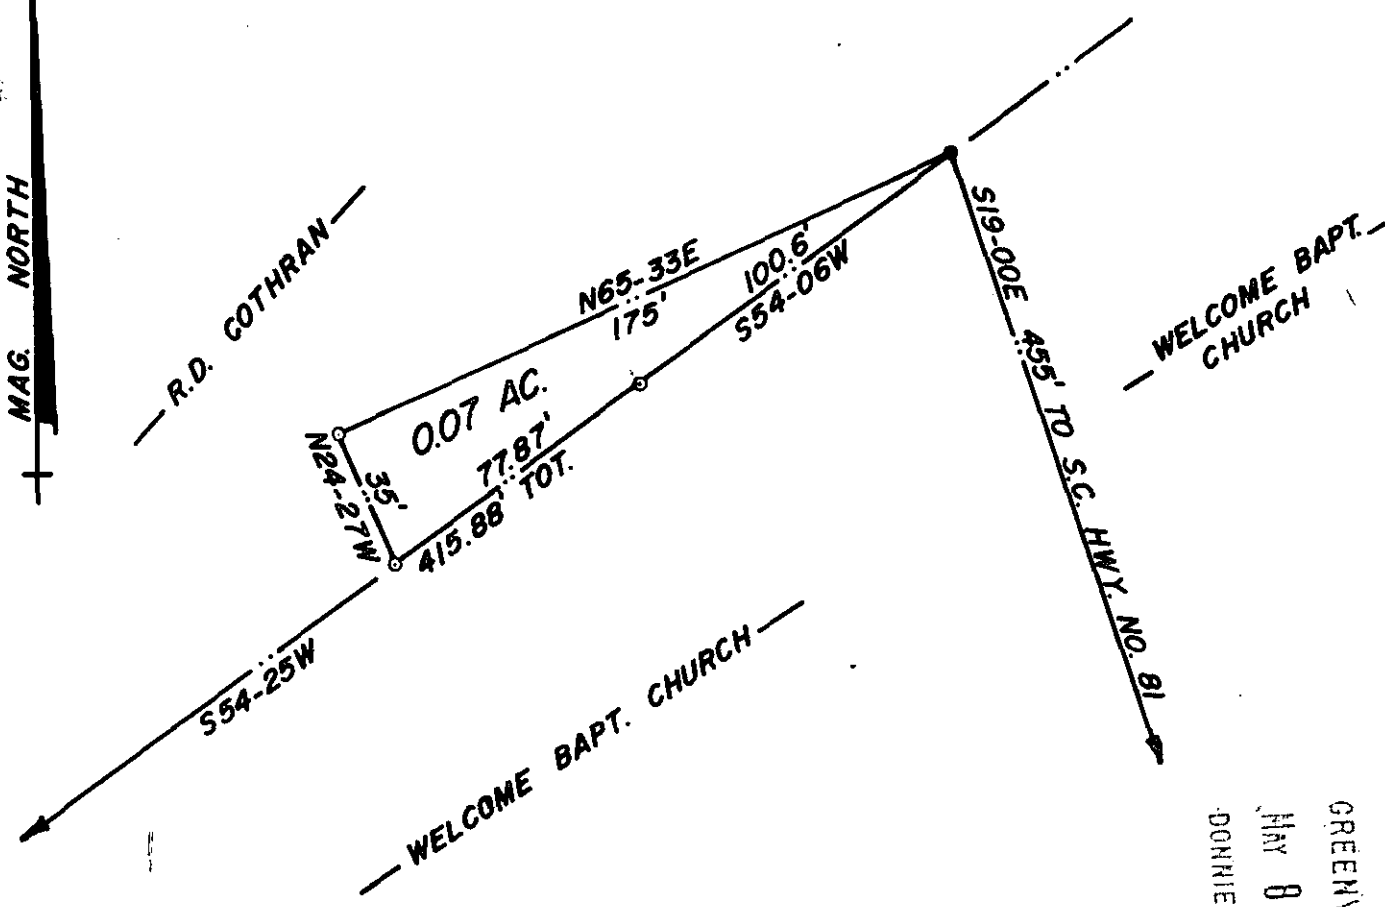 MAG. NORTH
R.D. COTHRAN
N65-33E
175'
100.6'
S54-06W
S19-00E 455' TO S.C. HWY. NO. 81
WELCOME BAPT.
CHURCH
0.07 AC.
N24-27W
35'
77.87'
415.88' TOT.
S54-25W
WELCOME BAPT. CHURCH
MAY 8
DONNIE